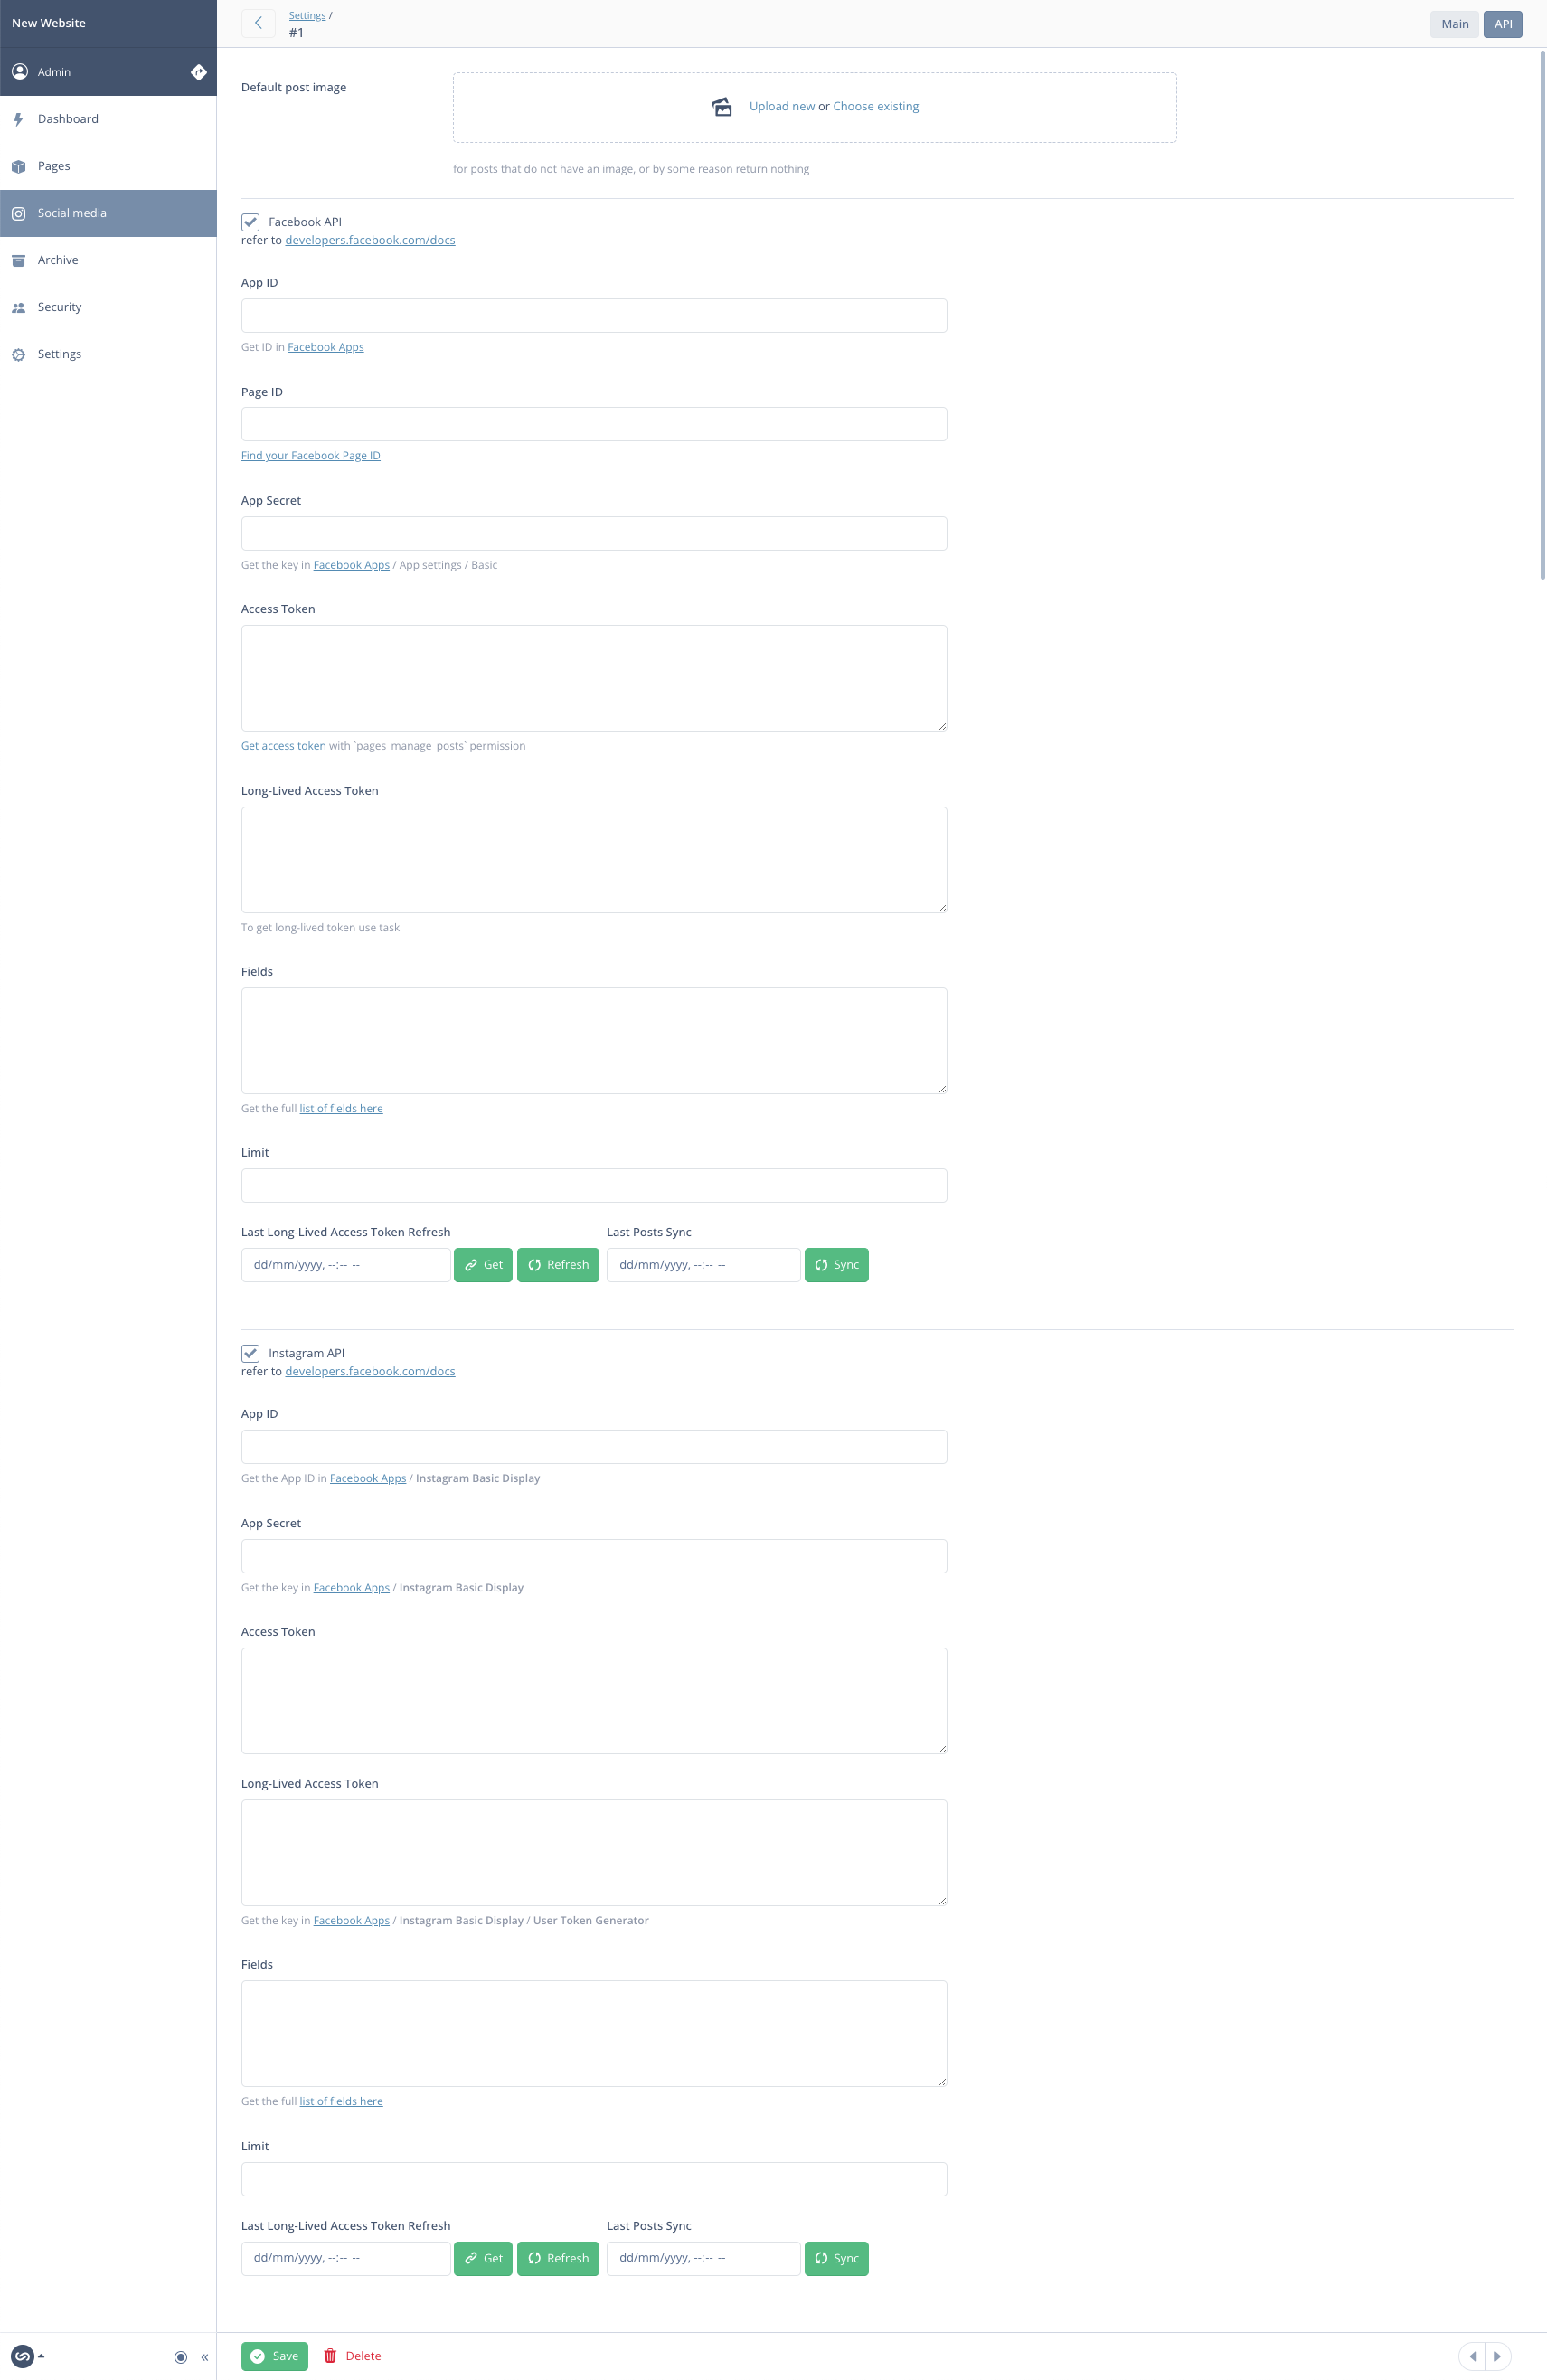 New Website
Admin
Dashboard
Pages
Social media
Archive
Security
Settings
Settings /
#1
Main
API
Default post image
Upload new or Choose existing
for posts that do not have an image, or by some reason return nothing
Facebook API
refer to developers.facebook.com/docs
App ID
Get ID in Facebook Apps
Page ID
Find your Facebook Page ID
App Secret
Get the key in Facebook Apps / App settings / Basic
Access Token
Get access token with `pages_manage_posts` permission
Long-Lived Access Token
To get long-lived token use task
Fields
Get the full list of fields here
Limit
Last Long-Lived Access Token Refresh
Last Posts Sync
dd/mm/yyyy, --:-- -- Get Refresh dd/mm/yyyy, --:-- -- Sync
Instagram API
refer to developers.facebook.com/docs
App ID
Get the App ID in Facebook Apps / Instagram Basic Display
App Secret
Get the key in Facebook Apps / Instagram Basic Display
Access Token
Long-Lived Access Token
Get the key in Facebook Apps / Instagram Basic Display / User Token Generator
Fields
Get the full list of fields here
Limit
Last Long-Lived Access Token Refresh
Last Posts Sync
dd/mm/yyyy, --:-- -- Get Refresh dd/mm/yyyy, --:-- -- Sync
«
Save
Delete